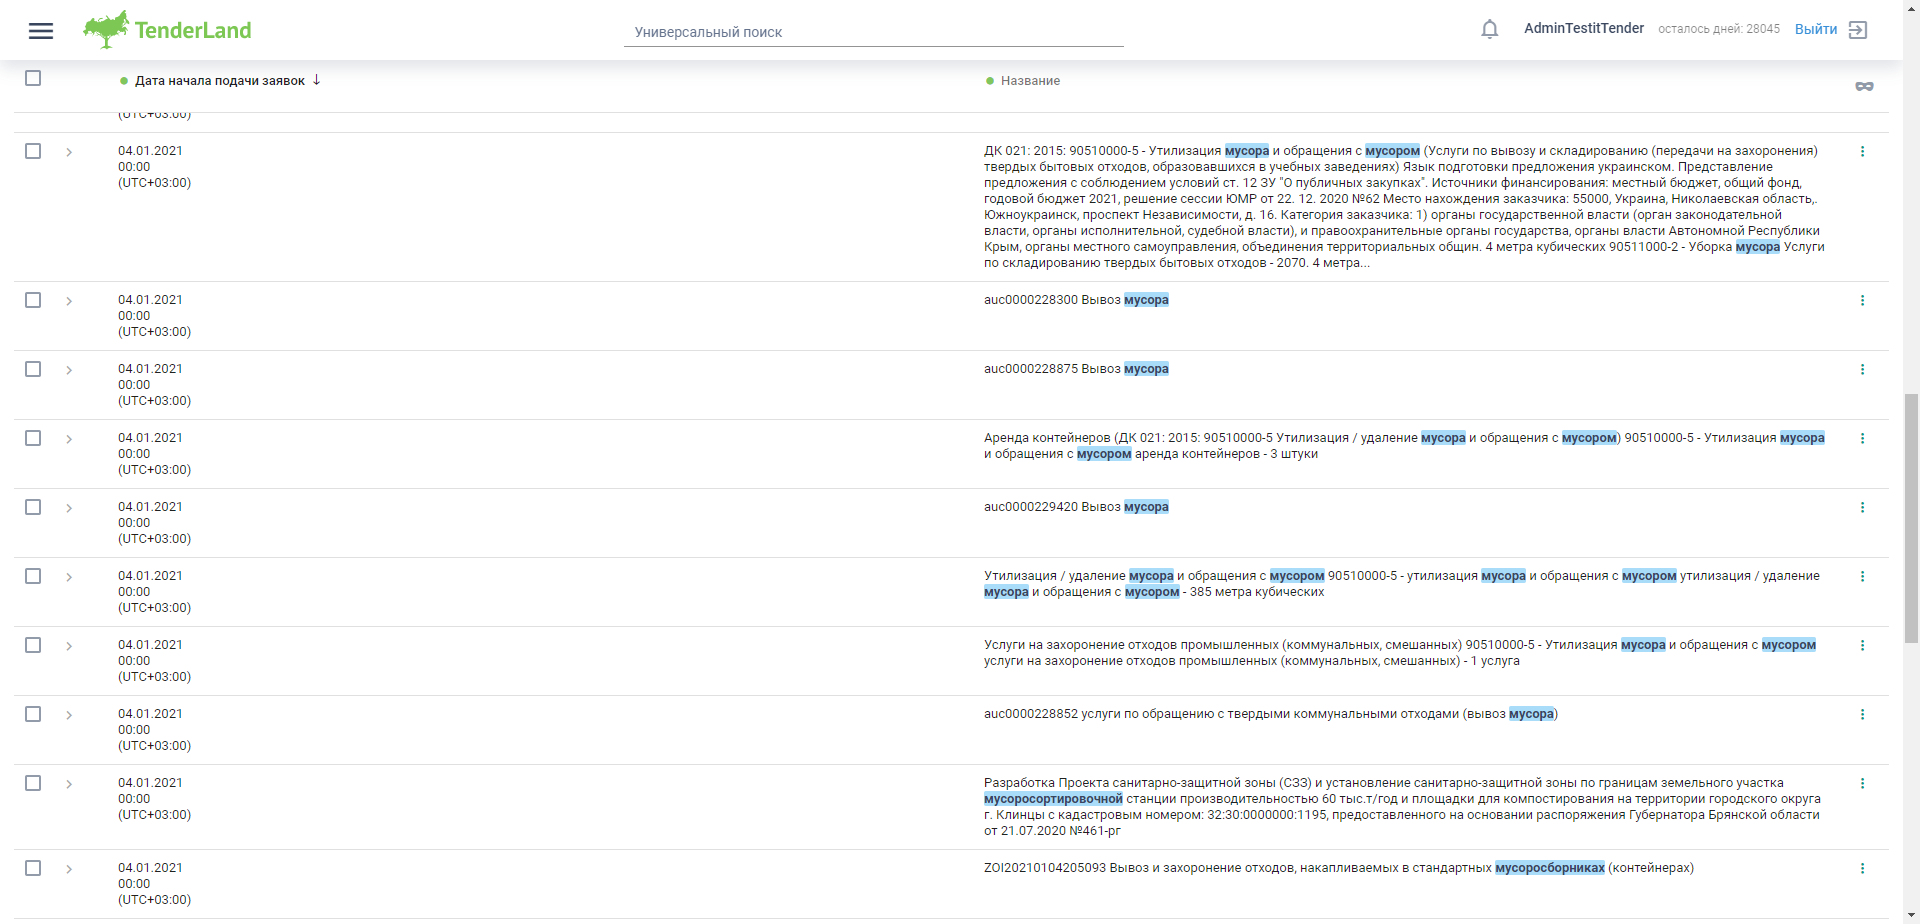 TenderLand
Универсальный поиск
AdminTestitTender
осталось дней: 28045
Выйти
Дата начала подачи заявок
Название
(UTC+03:00)
04.01.2021
00:00
(UTC+03:00)
ДК 021: 2015: 90510000-5 - Утилизация мусора и обращения с мусором (Услуги по вывозу и складированию (передачи на захоронения)
твердых бытовых отходов, образовавшихся в учебных заведениях) Язык подготовки предложения украинском. Представление
предложения с соблюдением условий ст. 12 ЗУ "О публичных закупках". Источники финансирования: местный бюджет, общий фонд,
годовой бюджет 2021, решение сессии ЮМР от 22. 12. 2020 №62 Место нахождения заказчика: 55000, Украина, Николаевская область,.
Южноукраинск, проспект Независимости, д. 16. Категория заказчика: 1) органы государственной власти (орган законодательной
власти, органы исполнительной, судебной власти), и правоохранительные органы государства, органы власти Автономной Республики
Крым, органы местного самоуправления, объединения территориальных общин. 4 метра кубических 90511000-2 - Уборка мусора Услуги
по складированию твердых бытовых отходов - 2070. 4 метра...
04.01.2021
00:00
(UTC+03:00)
auc0000228300 Вывоз мусора
04.01.2021
00:00
(UTC+03:00)
auc0000228875 Вывоз мусора
04.01.2021
00:00
(UTC+03:00)
Аренда контейнеров (ДК 021: 2015: 90510000-5 Утилизация / удаление мусора и обращения с мусором) 90510000-5 - Утилизация мусора
и обращения с мусором аренда контейнеров - 3 штуки
04.01.2021
00:00
(UTC+03:00)
auc0000229420 Вывоз мусора
04.01.2021
00:00
(UTC+03:00)
Утилизация / удаление мусора и обращения с мусором 90510000-5 - утилизация мусора и обращения с мусором утилизация / удаление
мусора и обращения с мусором - 385 метра кубических
04.01.2021
00:00
(UTC+03:00)
Услуги на захоронение отходов промышленных (коммунальных, смешанных) 90510000-5 - Утилизация мусора и обращения с мусором
услуги на захоронение отходов промышленных (коммунальных, смешанных) - 1 услуга
04.01.2021
00:00
(UTC+03:00)
auc0000228852 услуги по обращению с твердыми коммунальными отходами (вывоз мусора)
04.01.2021
00:00
(UTC+03:00)
Разработка Проекта санитарно-защитной зоны (СЗЗ) и установление санитарно-защитной зоны по границам земельного участка
мусоросортировочной станции производительностью 60 тыс.т/год и площадки для компостирования на территории городского округа
г. Клинцы с кадастровым номером: 32:30:0000000:1195, предоставленного на основании распоряжения Губернатора Брянской области
от 21.07.2020 №461-рг
04.01.2021
00:00
(UTC+03:00)
ZOI20210104205093 Вывоз и захоронение отходов, накапливаемых в стандартных мусоросборниках (контейнерах)